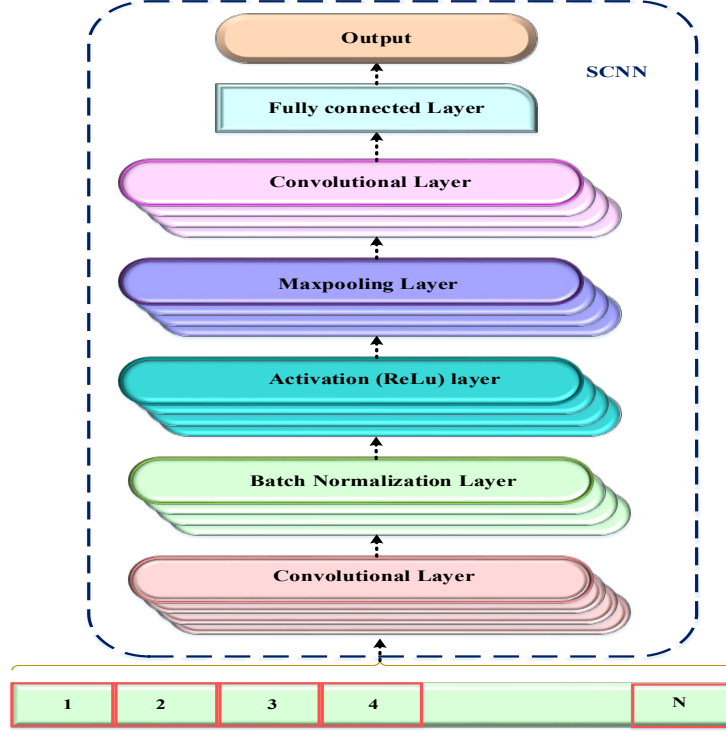 Output
SCNN
Fully connected Layer
Convolutional Layer
Maxpooling Layer
Activation (ReLu) layer
Batch Normalization Layer
Convolutional Layer
1 2 3 4 N